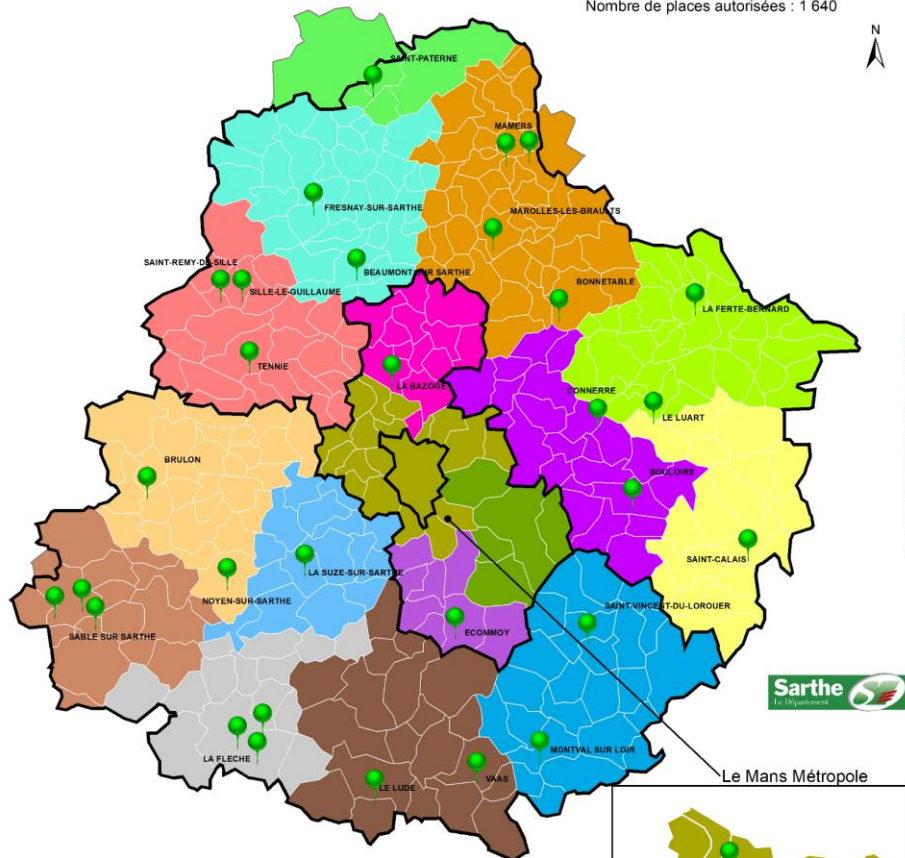 Nombre de places autorisées : 1 640
N
SAINT-PATERNE
MAMERS
FRESNAY-SUR-SARTHE
MAROLLES-LES-BRAULTS
SAINT-REMY-DE-SILLE
BEAUMONT SUR SARTHE
SILLE-LE-GUILLAUME
BONNETABLE
LA FERTE-BERNARD
TENNIE
LA BAZOGE
CONNERRE
LE LUART
BRULON
BOULOIRE
SAINT-CALAIS
LA SUZE-SUR-SARTHE
NOYEN-SUR-SARTHE
SAINT-VINCENT-DU-LOROUER
SABLE SUR SARTHE
ECOMMOY
Sarthe
Le Département
MONTVAL SUR LOIR
LA FLECHE
VAAS
Le Mans Métropole
LE LUDE